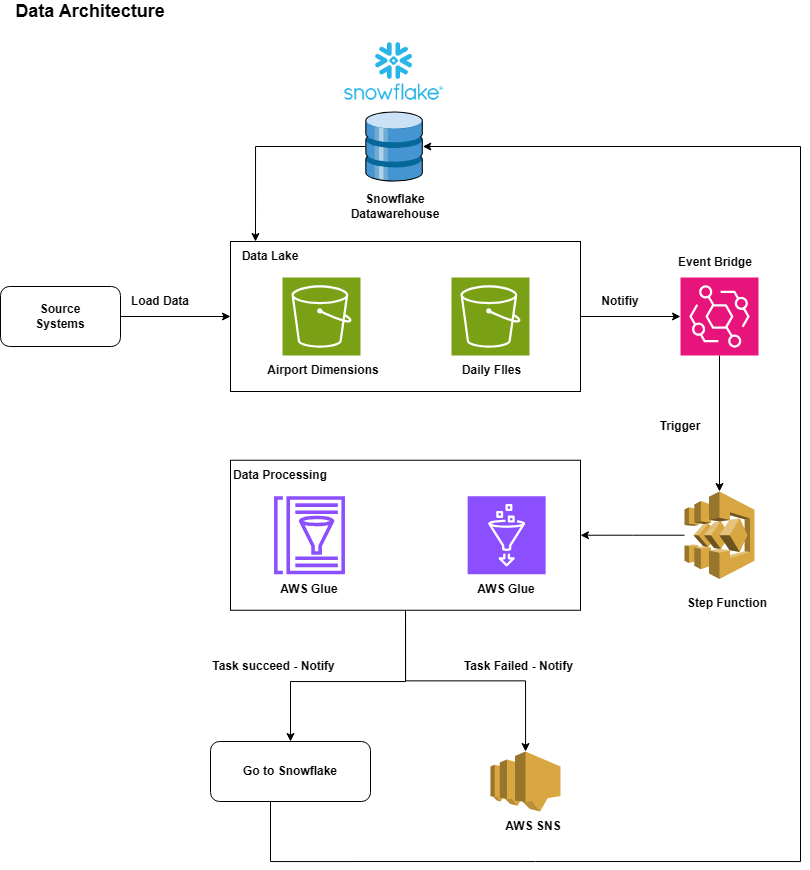 Data Architecture
snowflake®
Snowflake
Datawarehouse
Data Lake
Event Bridge
Source
Systems
Load Data
Notifiy
Airport Dimensions
Daily FIles
Trigger
Data Processing
AWS Glue
AWS Glue
Step Function
Task succeed - Notify
Task Failed - Notify
Go to Snowflake
AWS SNS